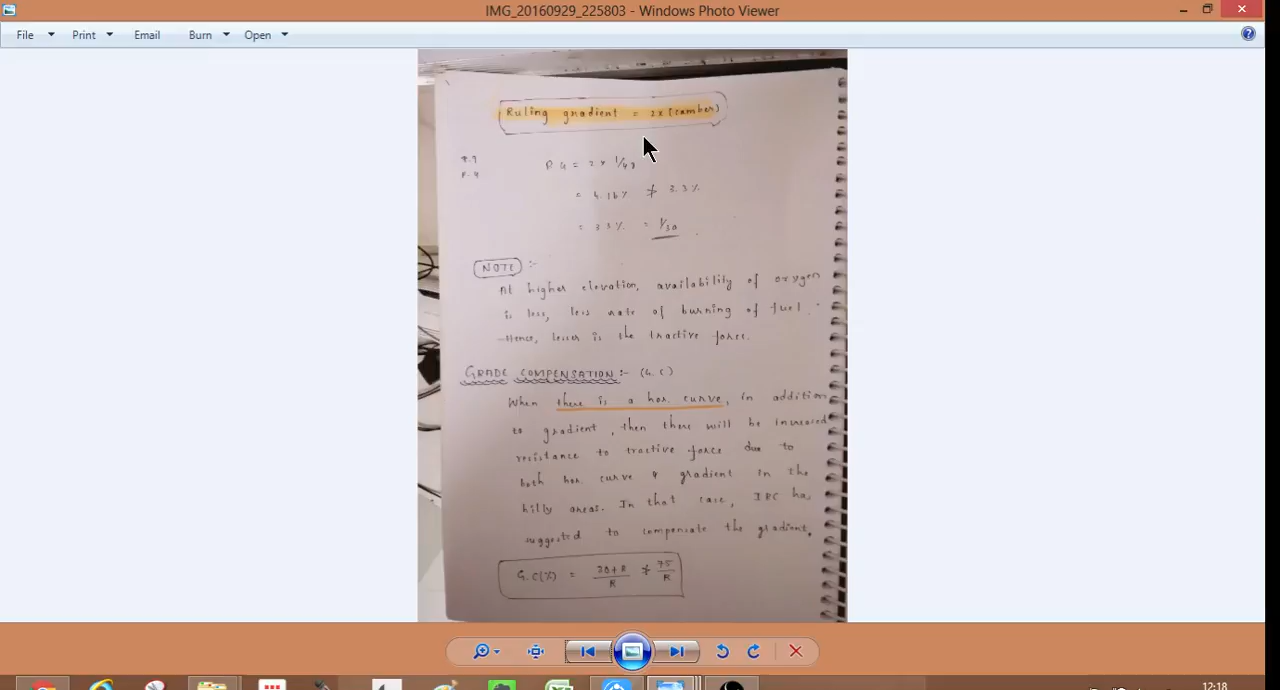 IMG_20160929_225803 - Windows Photo Viewer
File Print Email Burn Open
Ruling gradient = 2x (camber)
R.G = 2 x 1/48
= 4.16% ≯ 3.3%
= 3.3% = 1/30
NOTE :-
At higher elevation, availability of oxygen
is less, less rate of burning of fuel.
Hence, lesser is the tractive force.
GRADE COMPENSATION :- (G.C)
When there is a hor. curve, in addition
to gradient, then there will be increased
resistance to tractive force due to
both hor. curve & gradient in the
hilly areas. In that case, IRC has
suggested to compensate the gradient.
G.C(%) = 30+R/R ≯ 75/R
12:18